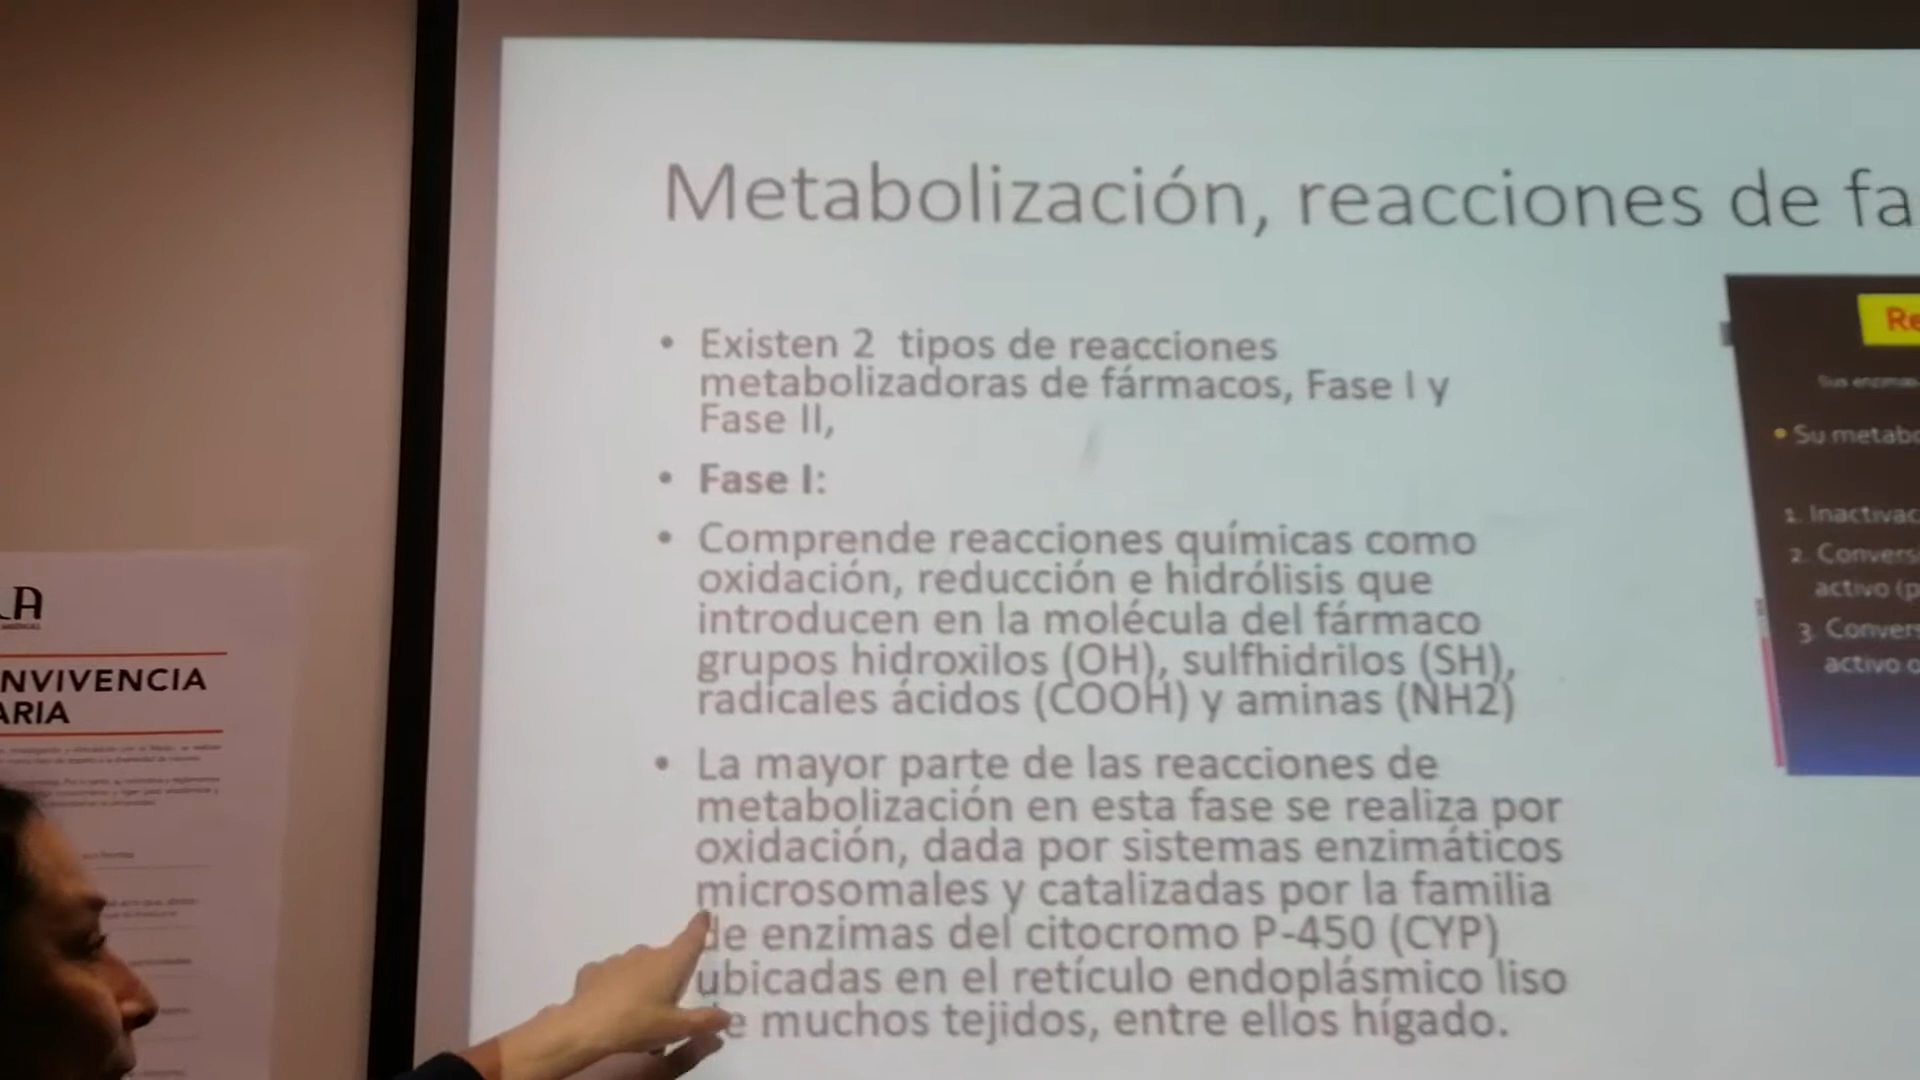 Metabolización, reacciones de fa
• Existen 2 tipos de reacciones
metabolizadoras de fármacos, Fase I y
Fase II,
• Fase I:
• Comprende reacciones químicas como
oxidación, reducción e hidrólisis que
introducen en la molécula del fármaco
grupos hidroxilos (OH), sulfhidrilos (SH),
radicales ácidos (COOH) y aminas (NH2)
• La mayor parte de las reacciones de
metabolización en esta fase se realiza por
oxidación, dada por sistemas enzimáticos
microsomales y catalizadas por la familia
de enzimas del citocromo P-450 (CYP)
ubicadas en el retículo endoplásmico liso
e muchos tejidos, entre ellos hígado.
Re
Sus enzimas
• Su metabo
1. Inactivac
2. Convers
activo (p
3. Convers
activo o
LA
NVIVENCIA
ARIA